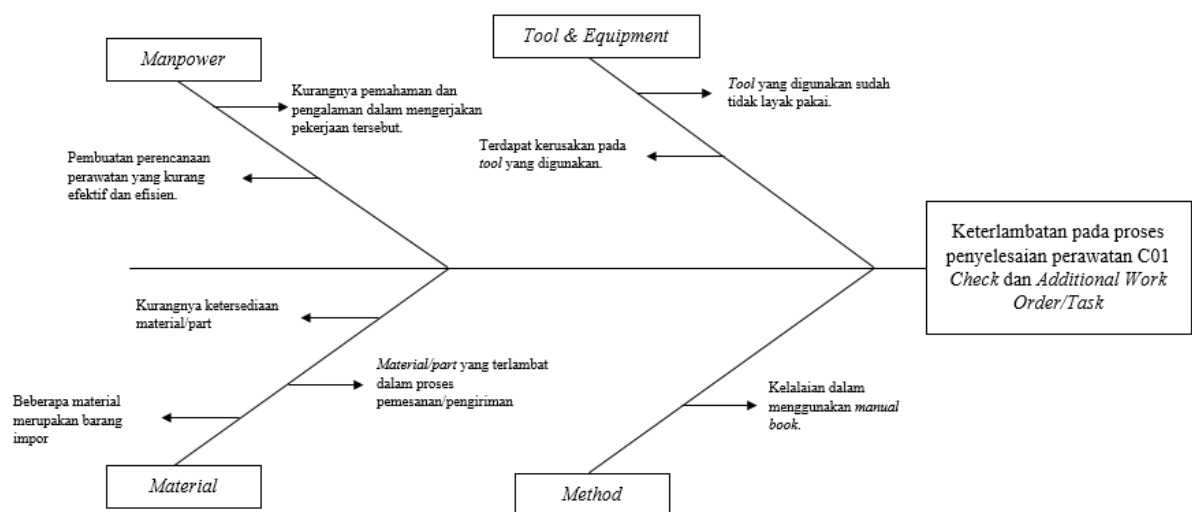 Manpower
Kurangnya pemahaman dan
pengalaman dalam mengerjakan
pekerjaan tersebut.
Pembuatan perencanaan
perawatan yang kurang
efektif dan efisien.
Tool & Equipment
Tool yang digunakan sudah
tidak layak pakai.
Terdapat kerusakan pada
tool yang digunakan.
Keterlambatan pada proses
penyelesaian perawatan C01
Check dan Additional Work
Order/Task
Kurangnya ketersediaan
material/part
Material/part yang terlambat
dalam proses
pemesanan/pengiriman
Beberapa material
merupakan barang
impor
Material
Kelalaian dalam
menggunakan manual
book.
Method